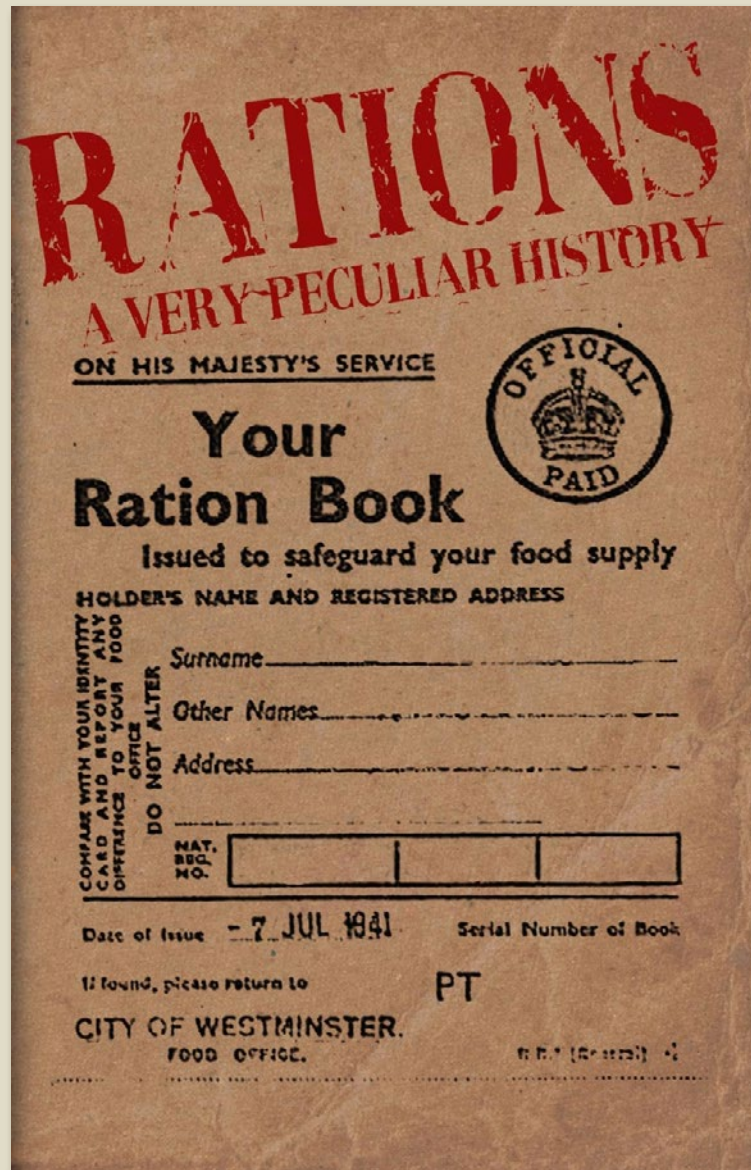 RATIONS
A VERY PECULIAR HISTORY
ON HIS MAJESTY'S SERVICE
OFFICIAL
PAID
Your
Ration Book
Issued to safeguard your food supply
HOLDER'S NAME AND REGISTERED ADDRESS
COMPARE WITH YOUR IDENTITY
CARD AND REPORT ANY
DIFFERENCE TO YOUR FOOD
OFFICE
DO NOT ALTER
Surname
Other Names
Address
NAT.
REG.
NO.
Date of Issue - 7 JUL 1941 Serial Number of Book
If found, please return to PT
CITY OF WESTMINSTER.
FOOD OFFICE.